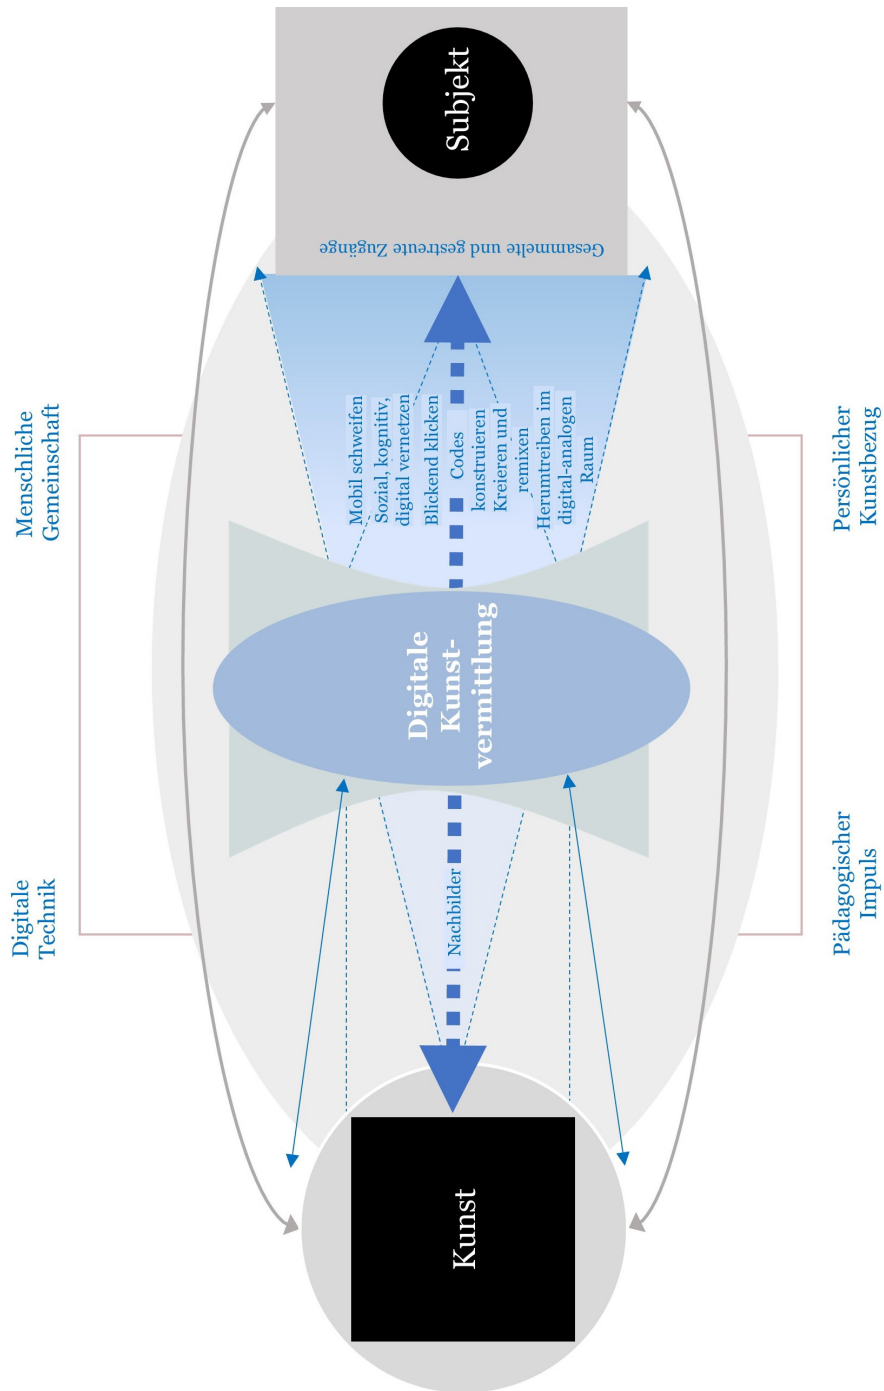 Digitale
Technik
Menschliche
Gemeinschaft
Kunst
Nachbilder
Digitale
Kunst-
vermittlung
Mobil schweifen
Sozial, kognitiv,
digital vernetzen
Blickend klicken
Codes
konstruieren
Kreieren und
remixen
Herumtreiben im
digital-analogen
Raum
Gesammelte und gestreute Zugänge
Subjekt
Pädagogischer
Impuls
Persönlicher
Kunstbezug